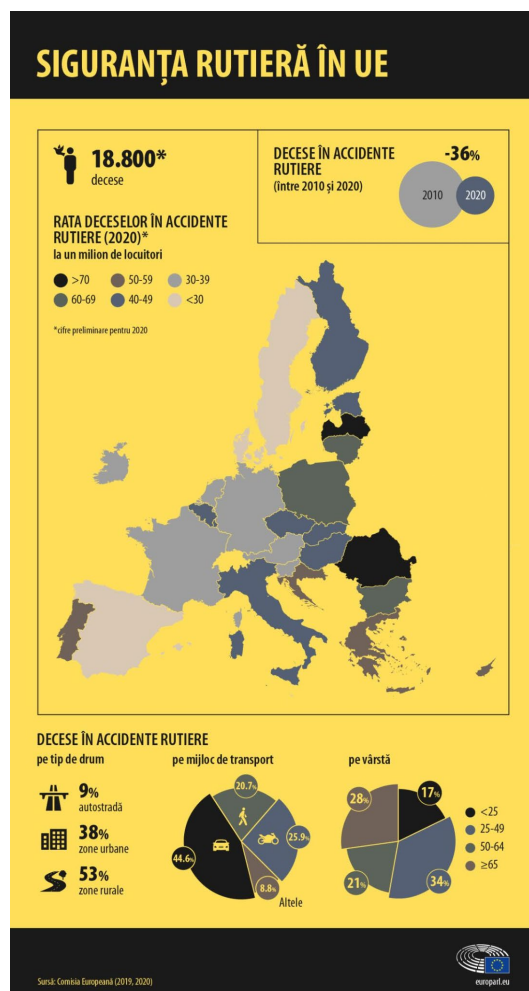 SIGURANȚA RUTIERĂ ÎN UE
18.800*
decese
DECESE ÎN ACCIDENTE
RUTIERE
(între 2010 și 2020)
-36%
2010
2020
RATA DECESELOR ÎN ACCIDENTE
RUTIERE (2020)*
la un milion de locuitori
>70
50-59
30-39
60-69
40-49
<30
*cifre preliminare pentru 2020
DECESE ÎN ACCIDENTE RUTIERE
pe tip de drum
9%
autostradă
38%
zone urbane
53%
zone rurale
pe mijloc de transport
20.7%
25.9%
44.6%
8.8%
Altele
pe vârstă
28%
17%
21%
34%
<25
25-49
50-64
≥65
Sursă: Comisia Europeană (2019, 2020)
europarl.eu